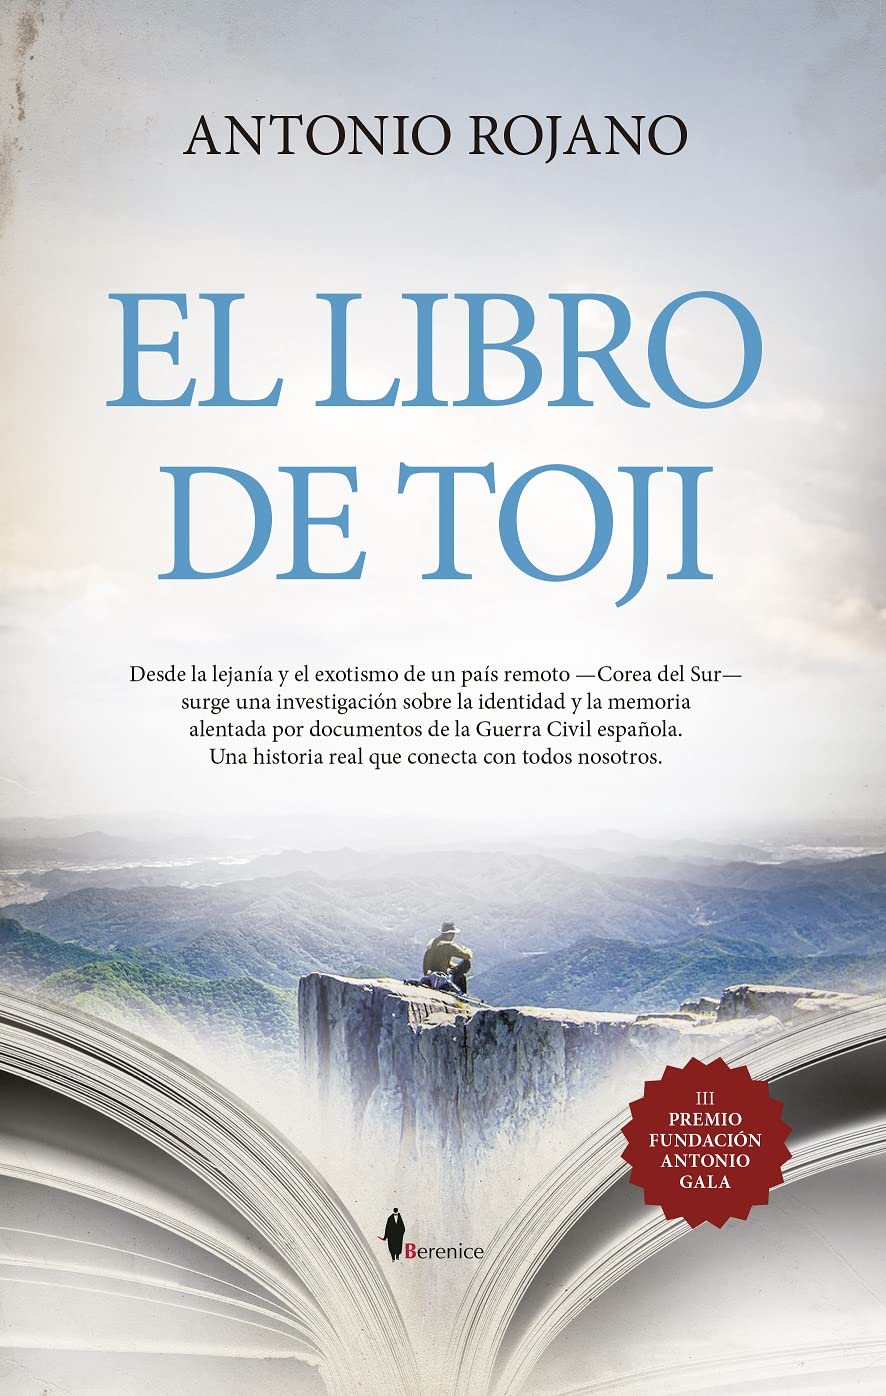 ANTONIO ROJANO
EL LIBRO
DE TOJI
Desde la lejanía y el exotismo de un país remoto —Corea del Sur—
surge una investigación sobre la identidad y la memoria
alentada por documentos de la Guerra Civil española.
Una historia real que conecta con todos nosotros.
III
PREMIO
FUNDACIÓN
ANTONIO
GALA
Berenice